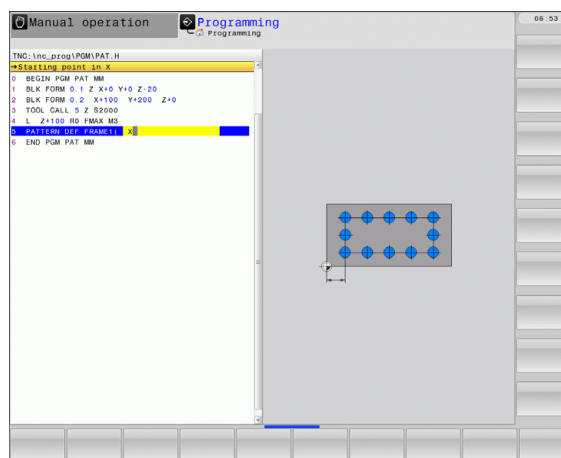 Manual operation
Programming
Programming
06:53
TNC:\nc_prog\PGM\PAT.H
→Starting point in X
0 BEGIN PGM PAT MM
1 BLK FORM 0.1 Z X+0 Y+0 Z-20
2 BLK FORM 0.2 X+100 Y+200 Z+0
3 TOOL CALL 5 Z S2000
4 L Z+100 R0 FMAX M3
5 PATTERN DEF FRAME1( X
6 END PGM PAT MM